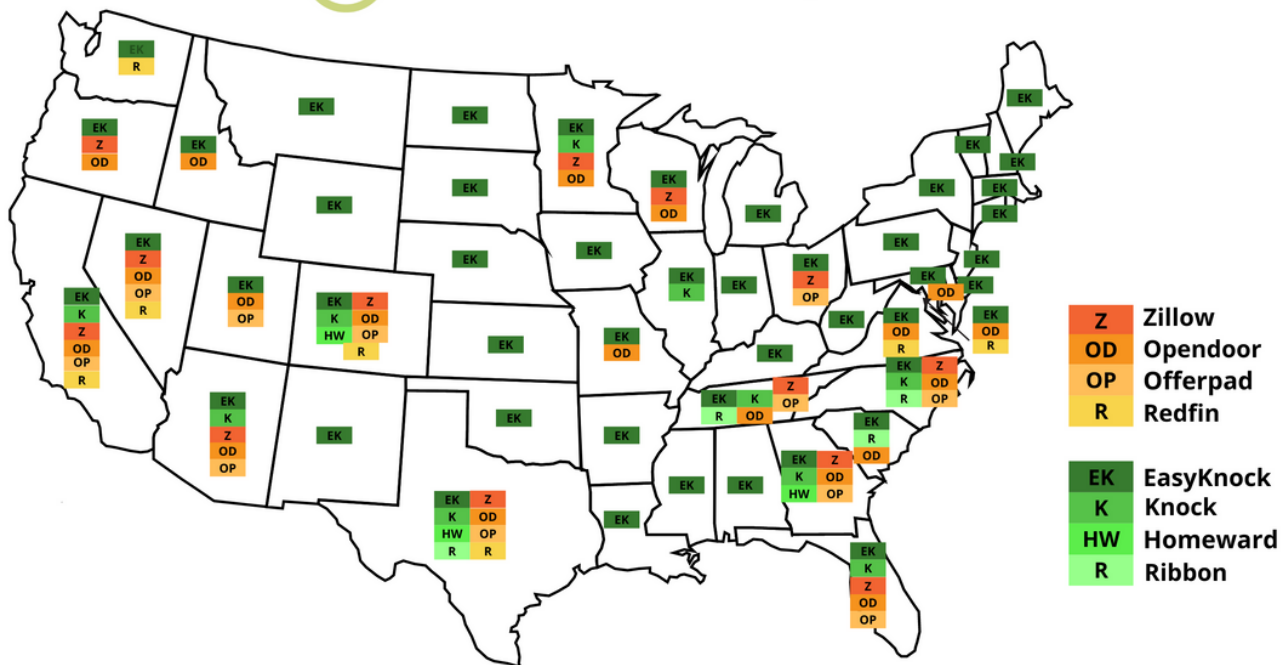 EK
R
EK
Z
OD
EK
OD
EK
EK
EK
EK
EK
EK
K
Z
OD
EK
Z
OD
EK
EK
EK
EK
EK
EK
EK
EK
EK
K
Z
OD
OP
R
EK
Z
OD
OP
R
EK
OD
OP
EK Z
K OD
HW OP
R
EK
EK
EK
OD
EK
K
EK
EK
Z
OP
EK
EK
EK
EK
EK
OD
EK
EK
OD
R
EK
OD
R
EK
K
Z
OD
OP
EK
EK
EK
EK K
R OD
Z
OP
EK Z
K OD
R OP
EK
R
OD
EK Z
K OD
HW OP
R R
EK
EK
EK
EK Z
K OD
HW OP
EK
K
Z
OD
OP
Z Zillow
OD Opendoor
OP Offerpad
R Redfin
EK EasyKnock
K Knock
HW Homeward
R Ribbon